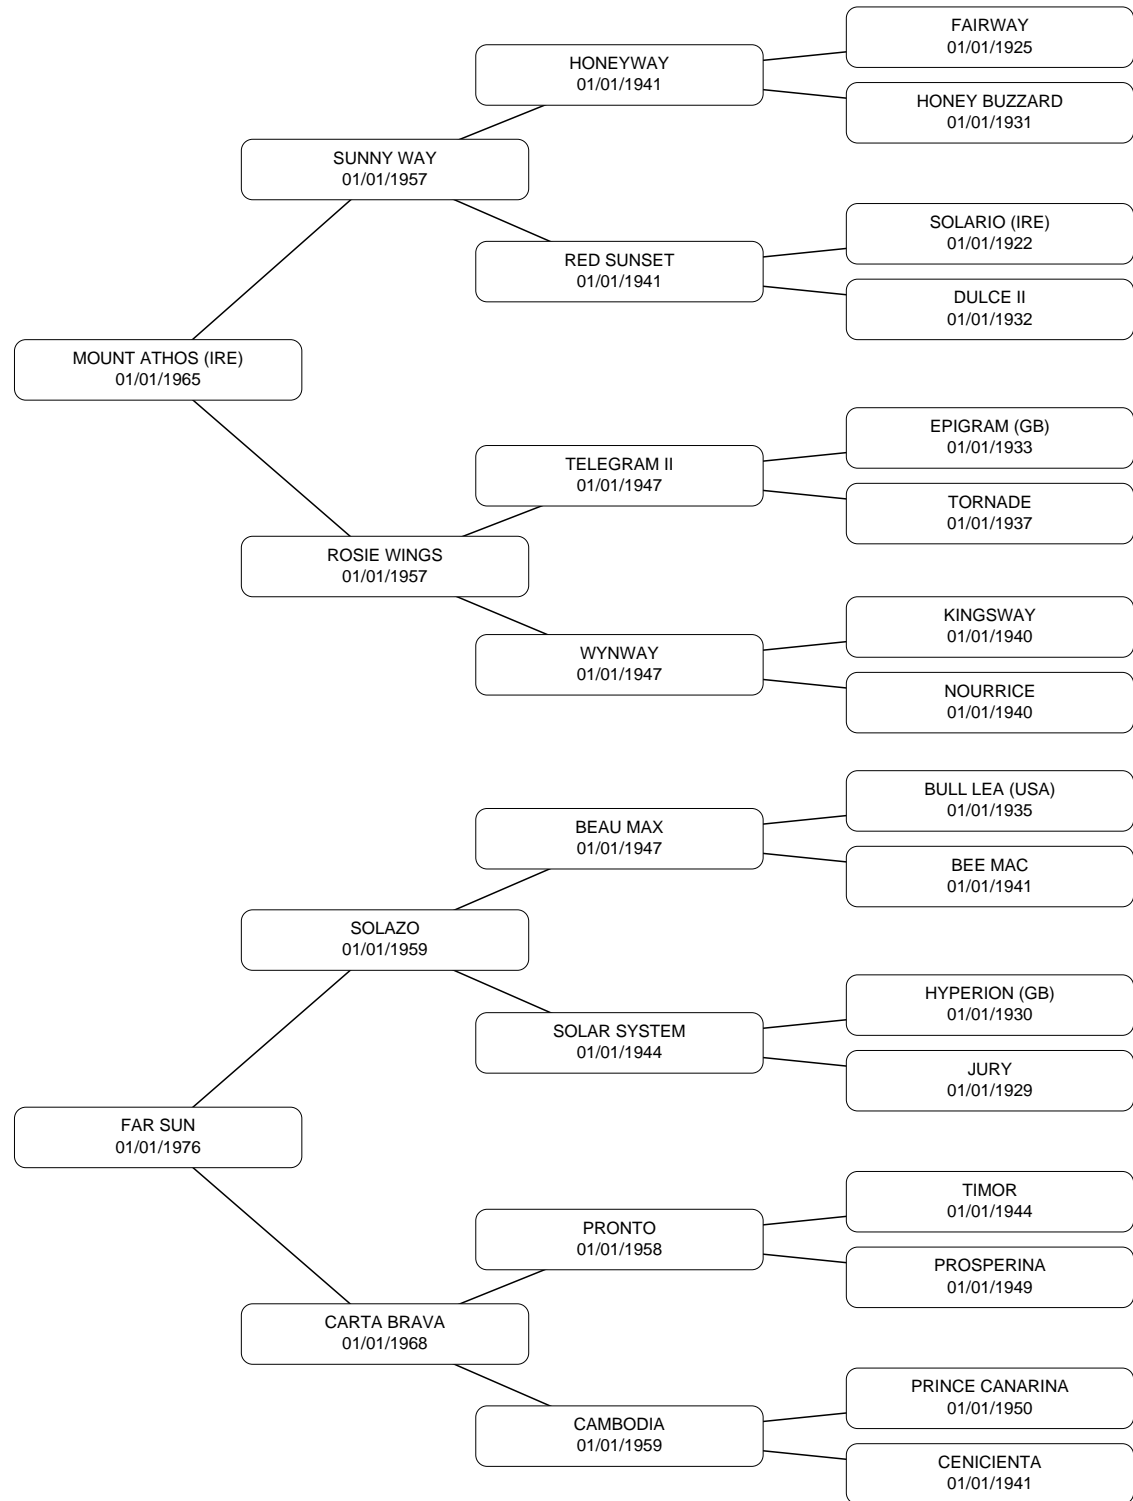 FAIRWAY
01/01/1925
HONEYWAY
01/01/1941
HONEY BUZZARD
01/01/1931
SUNNY WAY
01/01/1957
SOLARIO (IRE)
01/01/1922
RED SUNSET
01/01/1941
DULCE II
01/01/1932
MOUNT ATHOS (IRE)
01/01/1965
EPIGRAM (GB)
01/01/1933
TELEGRAM II
01/01/1947
TORNADE
01/01/1937
ROSIE WINGS
01/01/1957
KINGSWAY
01/01/1940
WYNWAY
01/01/1947
NOURRICE
01/01/1940
BULL LEA (USA)
01/01/1935
BEAU MAX
01/01/1947
BEE MAC
01/01/1941
SOLAZO
01/01/1959
HYPERION (GB)
01/01/1930
SOLAR SYSTEM
01/01/1944
JURY
01/01/1929
FAR SUN
01/01/1976
TIMOR
01/01/1944
PRONTO
01/01/1958
PROSPERINA
01/01/1949
CARTA BRAVA
01/01/1968
PRINCE CANARINA
01/01/1950
CAMBODIA
01/01/1959
CENICIENTA
01/01/1941